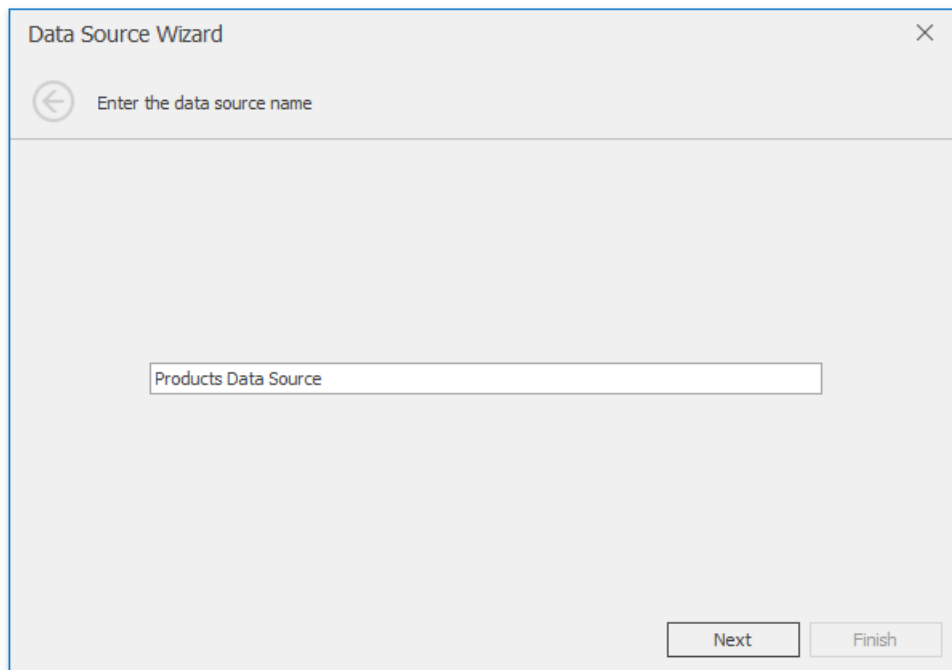 Data Source Wizard
Enter the data source name
Products Data Source
Next Finish